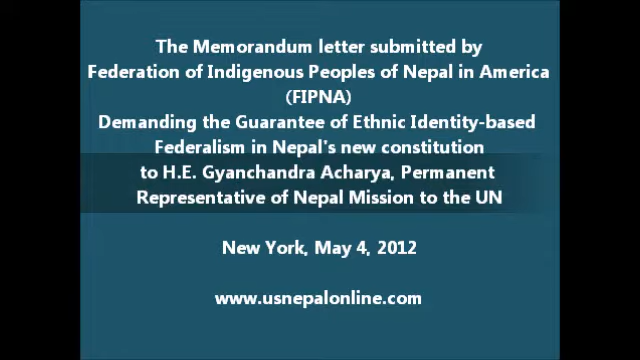 The Memorandum letter submitted by
Federation of Indigenous Peoples of Nepal in America
(FIPNA)
Demanding the Guarantee of Ethnic Identity-based
Federalism in Nepal's new constitution
to H.E. Gyanchandra Acharya, Permanent
Representative of Nepal Mission to the UN
New York, May 4, 2012
www.usnepalonline.com